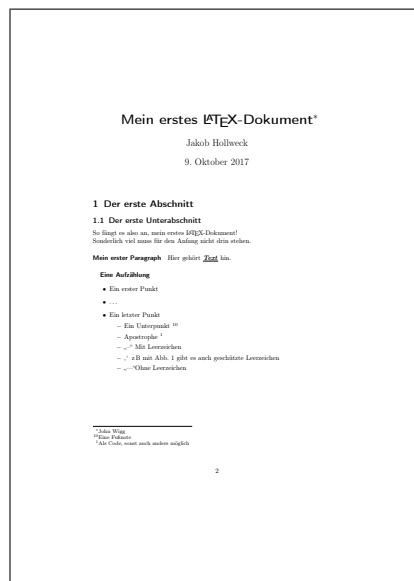 Mein erstes LATEX-Dokument*
Jakob Hollweck
9. Oktober 2017
1 Der erste Abschnitt
1.1 Der erste Unterabschnitt
So fängt es also an, mein erstes LATEX-Dokument!
Sonderlich viel muss für den Anfang nicht drin stehen.
Mein erster Paragraph Hier gehört Text hin.
Eine Aufzählung
• Ein erster Punkt
• ...
• Ein letzter Punkt
– Ein Unterpunkt 10
– Apostrophe 1
Mit Leerzeichen
zB mit Abb. 1 gibt es auch geschützte Leerzeichen
Ohne Leerzeichen
*John Wigg
10Eine Fußnote
1Als Code, sonst auch andere möglich
2